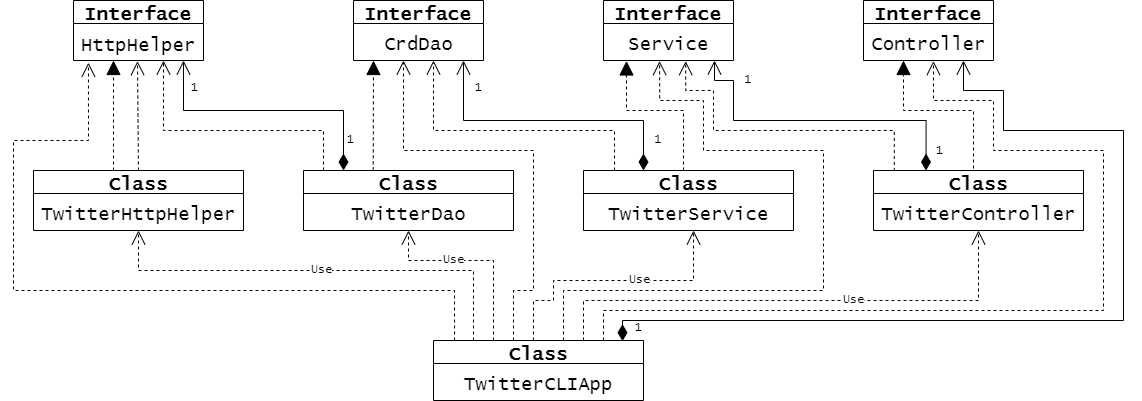 Interface
HttpHelper
Interface
CrdDao
Interface
Service
Interface
Controller
1
1
1
1
1
1
1
Class
TwitterHttpHelper
Class
TwitterDao
Class
TwitterService
Class
TwitterController
Use
Use
Use
Use
1
Class
TwitterCLIApp